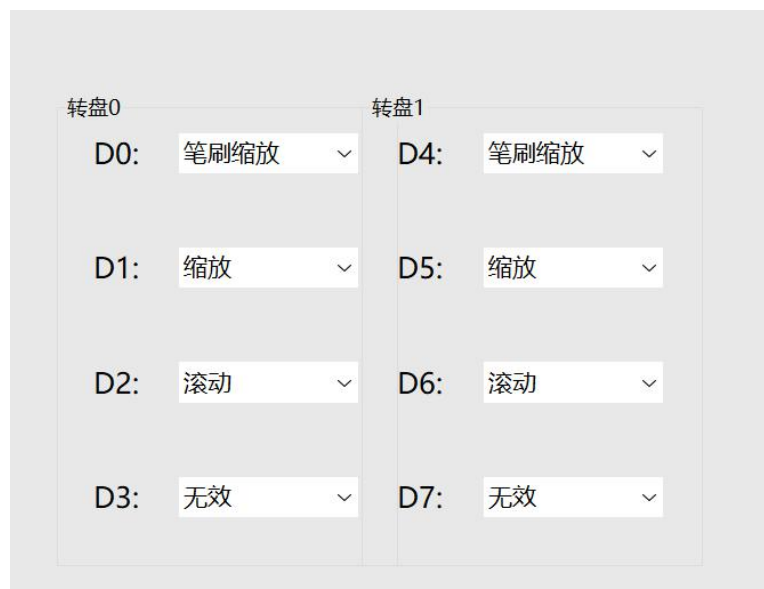 转盘0 转盘1
D0: 笔刷缩放 D4: 笔刷缩放
D1: 缩放 D5: 缩放
D2: 滚动 D6: 滚动
D3: 无效 D7: 无效